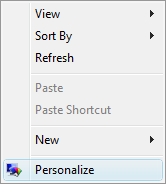 View
Sort By
Refresh
Paste
Paste Shortcut
New
Personalize